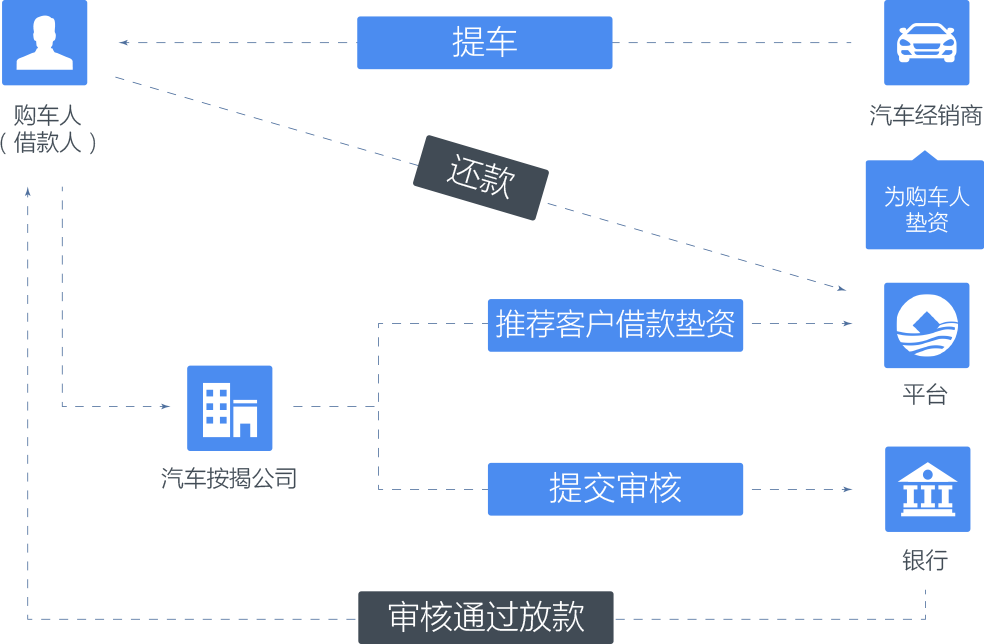 提车
购车人
（借款人）
汽车经销商
还款
为购车人
垫资
推荐客户借款垫资
平台
汽车按揭公司
提交审核
银行
审核通过放款